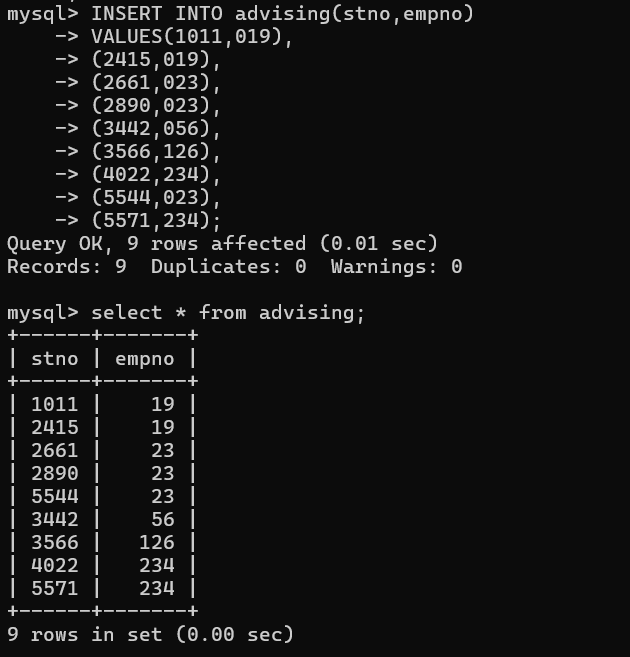 mysql> INSERT INTO advising(stno,empno)
    -> VALUES(1011,019),
    -> (2415,019),
    -> (2661,023),
    -> (2890,023),
    -> (3442,056),
    -> (3566,126),
    -> (4022,234),
    -> (5544,023),
    -> (5571,234);
Query OK, 9 rows affected (0.01 sec)
Records: 9  Duplicates: 0  Warnings: 0

mysql> select * from advising;
+------+-------+
| stno | empno |
+------+-------+
| 1011 |    19 |
| 2415 |    19 |
| 2661 |    23 |
| 2890 |    23 |
| 5544 |    23 |
| 3442 |    56 |
| 3566 |   126 |
| 4022 |   234 |
| 5571 |   234 |
+------+-------+
9 rows in set (0.00 sec)